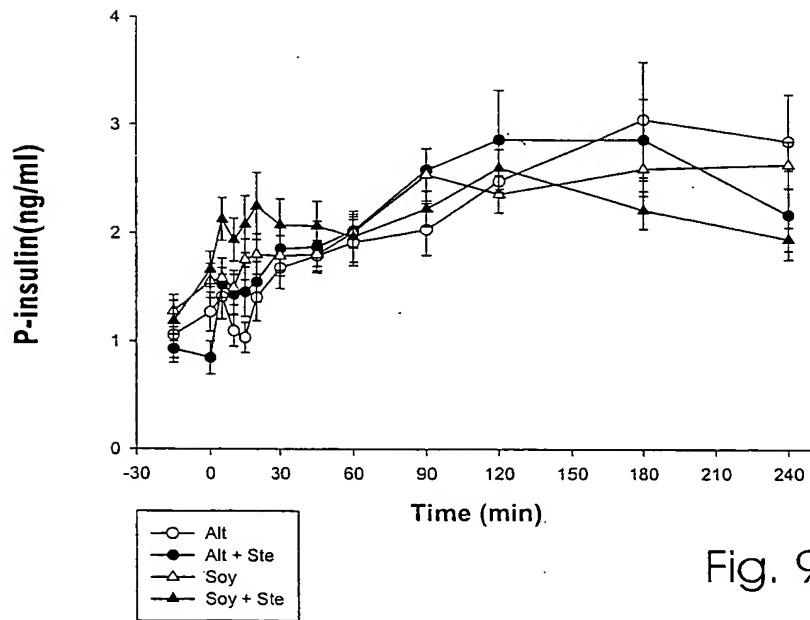 4
3
2
1
0
P-insulin(ng/ml)
-30 0 30 60 90 120 150 180 210 240
Time (min)
Alt
Alt + Ste
Soy
Soy + Ste
Fig. 9